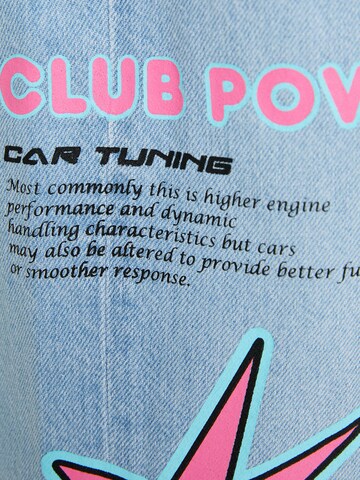 CLUB POV
CAR TUNING
Most commonly this is higher engine
performance and dynamic
handling characteristics but cars
may also be altered to provide better fu
or smoother response.